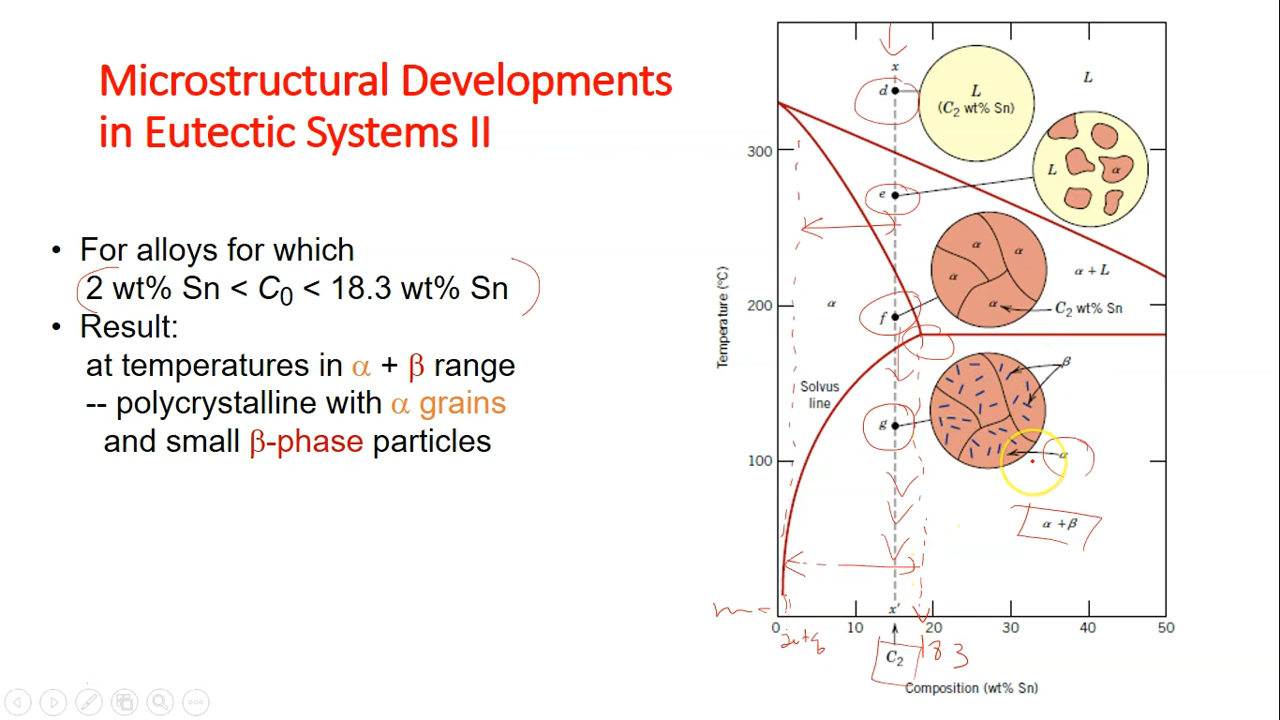 Microstructural Developments
in Eutectic Systems II
• For alloys for which
2 wt% Sn < C0 < 18.3 wt% Sn
• Result:
at temperatures in α + β range
-- polycrystalline with α grains
and small β-phase particles
x
d
L
(C2 wt% Sn)
L
300
L
α
e
α
α
α
α
α + L
C2 wt% Sn
200
α
f
Temperature (°C)
Solvus
line
β
g
100
α
α + β
x′
0
10
20
30
40
50
C2
18.3
Composition (wt% Sn)